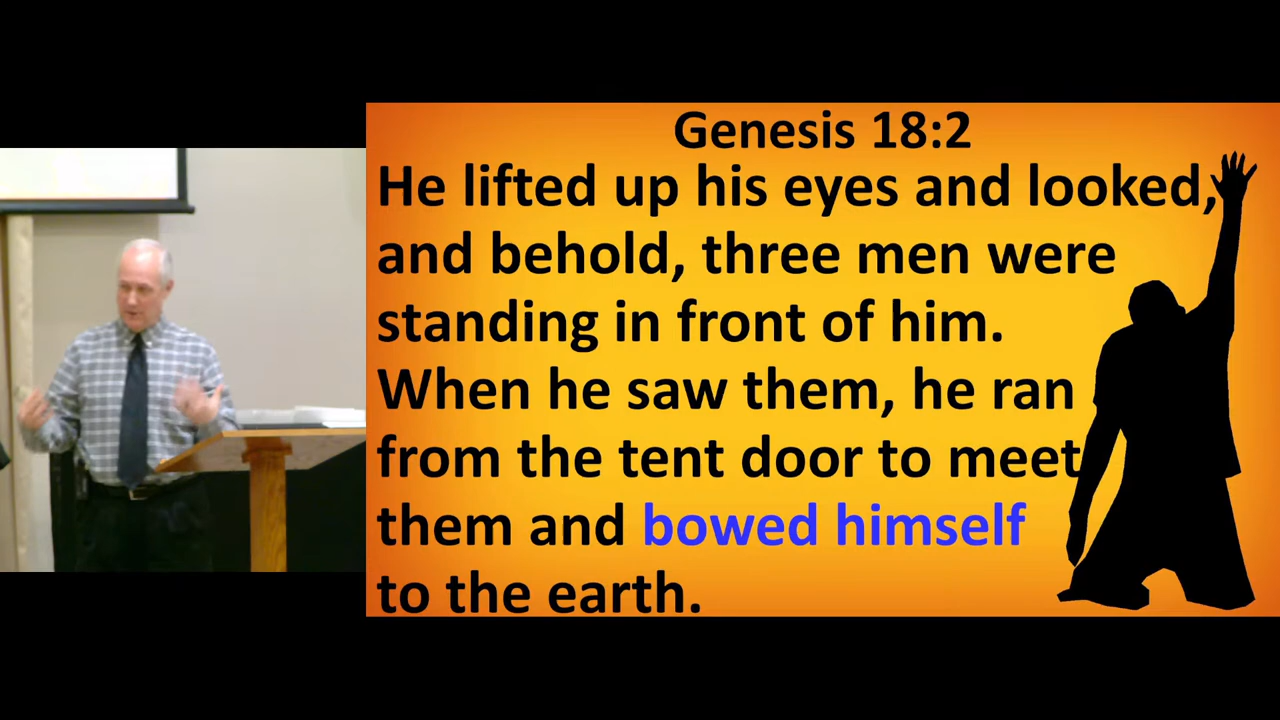 Genesis 18:2
He lifted up his eyes and looked,
and behold, three men were
standing in front of him.
When he saw them, he ran
from the tent door to meet
them and bowed himself
to the earth.